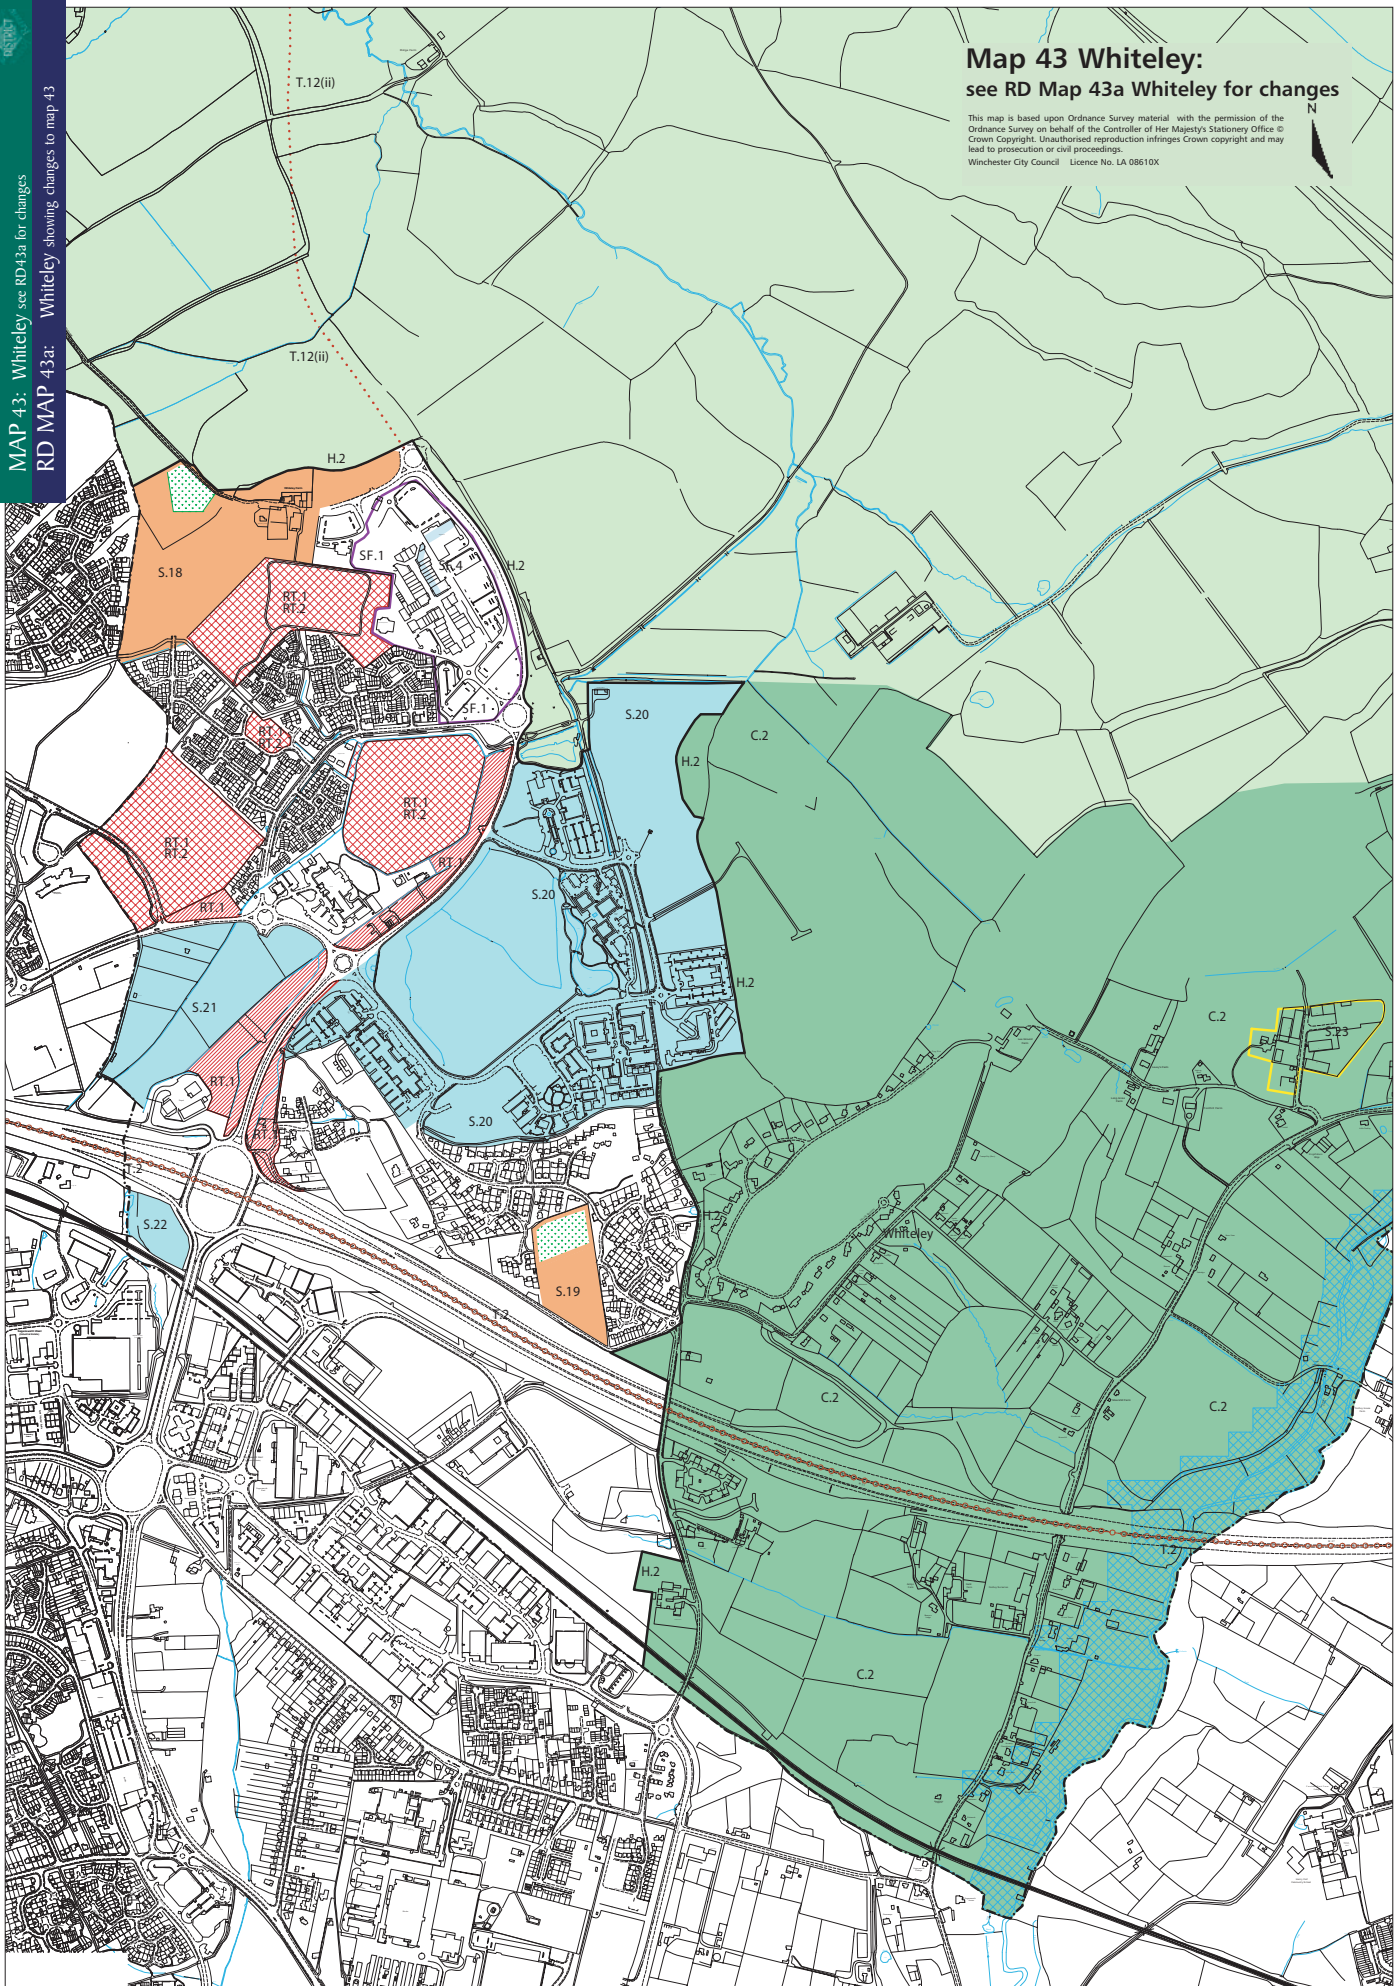 Map 43 Whiteley:
see RD Map 43a Whiteley for changes
This map is based upon Ordnance Survey material with the permission of the
Ordnance Survey on behalf of the Controller of Her Majesty's Stationery Office ©
Crown Copyright. Unauthorised reproduction infringes Crown copyright and may
lead to prosecution or civil proceedings.
Winchester City Council Licence No. LA 08610X
N
DISTRICT
MAP 43: Whiteley see RD43a for changes
RD MAP 43a: Whiteley showing changes to map 43
T.12(ii)
T.12(ii)
H.2
S.18
SF.1
SF.4
H.2
RT.1
RT.2
SF.1
S.20
C.2
RT.1
RT.2
H.2
RT.1
RT.2
RT.1
RT.2
RT.1
S.20
RT.1
H.2
S.21
C.2
S.23
RT.1
S.20
RT.1
T.2
H.2
S.22
Whiteley
S.19
T.2
C.2
C.2
T.2
H.2
C.2